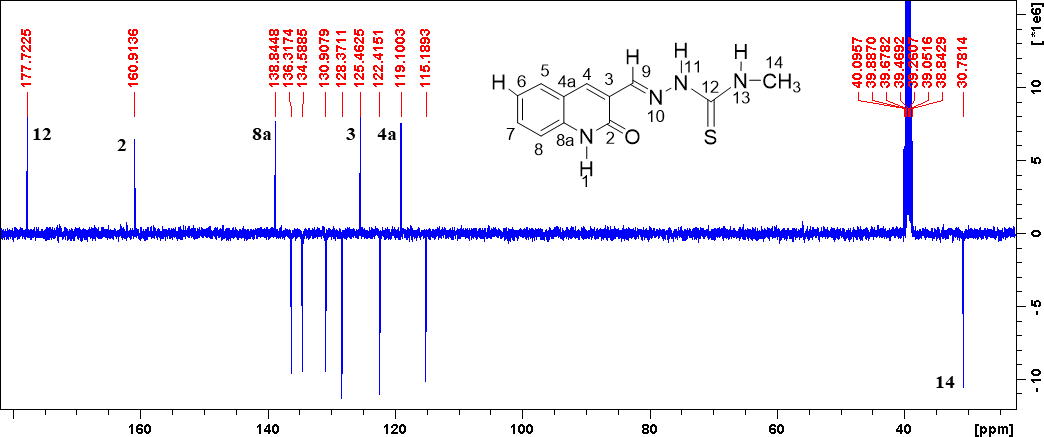 177.7225
160.9136
138.8448
136.3174
134.5885
130.9079
128.3711
125.4625
122.4151
119.1003
115.1893
40.0957
39.8870
39.6782
39.4692
39.2607
39.0516
38.8429
30.7814
[ *1e6]
10
5
0
-5
-10
12
2
8a
3
4a
14
H
6
5
4a
4
3
H
9
N
10
H
N
11
12
S
H
N
13
14
CH3
7
8
8a
N
H
1
2
O
160
140
120
100
80
60
40
[ppm]